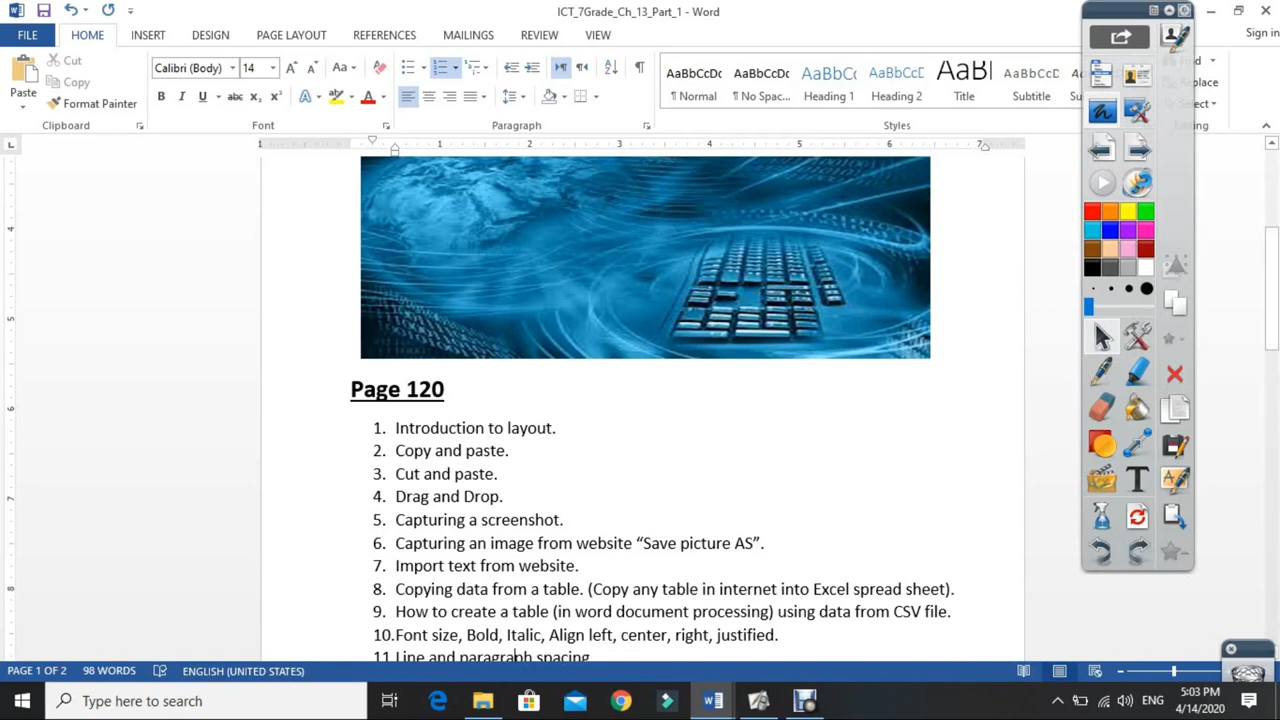 ICT_7Grade_Ch_13_Part_1 - Word
Sign in
FILE HOME INSERT DESIGN PAGE LAYOUT REFERENCES MAILINGS REVIEW VIEW
Cut
Copy
Format Painter
Paste
Calibri (Body) 14
AaBbCcDc AaBbCcDc AaBbC AaBbCcD AaB AaBbCcD
¶ Normal ¶ No Spac... Heading 1 Heading 2 Title Subtitle
Replace
Select
Clipboard Font Paragraph Styles Editing
Page 120
1. Introduction to layout.
2. Copy and paste.
3. Cut and paste.
4. Drag and Drop.
5. Capturing a screenshot.
6. Capturing an image from website “Save picture AS”.
7. Import text from website.
8. Copying data from a table. (Copy any table in internet into Excel spread sheet).
9. How to create a table (in word document processing) using data from CSV file.
10.Font size, Bold, Italic, Align left, center, right, justified.
11.Line and paragraph spacing
PAGE 1 OF 2 98 WORDS ENGLISH (UNITED STATES)
Type here to search
ENG
5:03 PM
4/14/2020